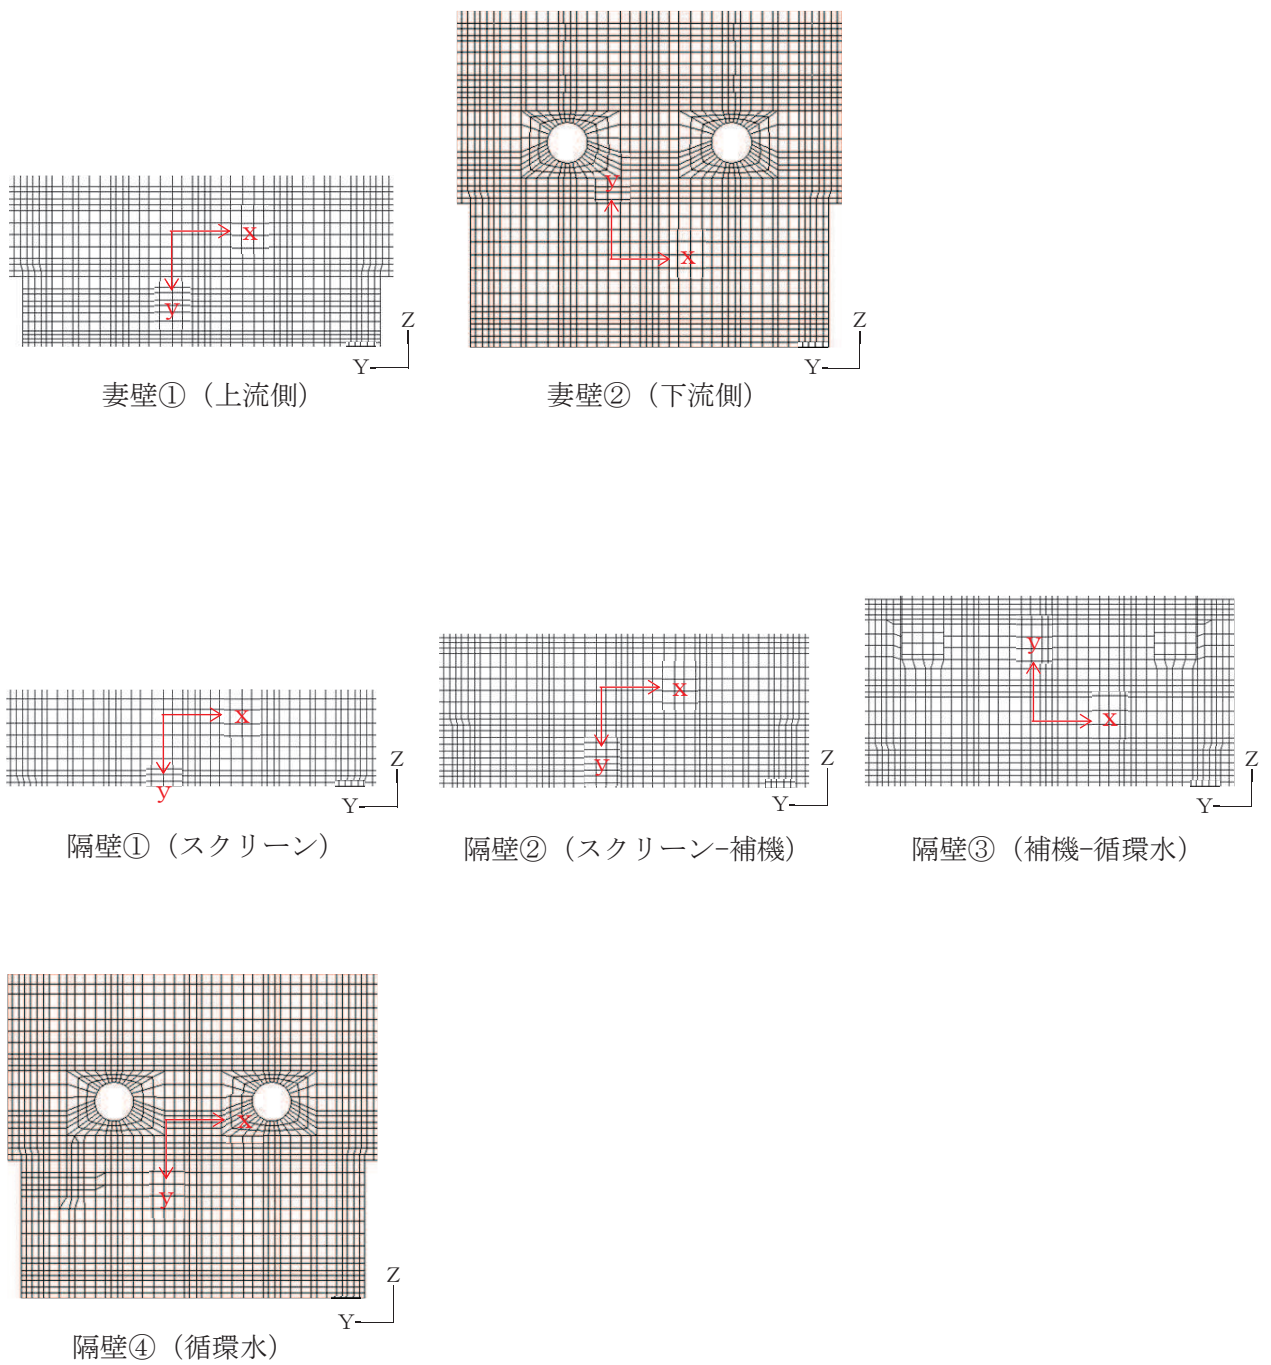 x
y
Z
Y
妻壁①（上流側）
y
x
Z
Y
妻壁②（下流側）
x
y
Z
Y
隔壁①（スクリーン）
x
y
Z
Y
隔壁②（スクリーン−補機）
y
x
Z
Y
隔壁③（補機−循環水）
x
y
Z
Y
隔壁④（循環水）